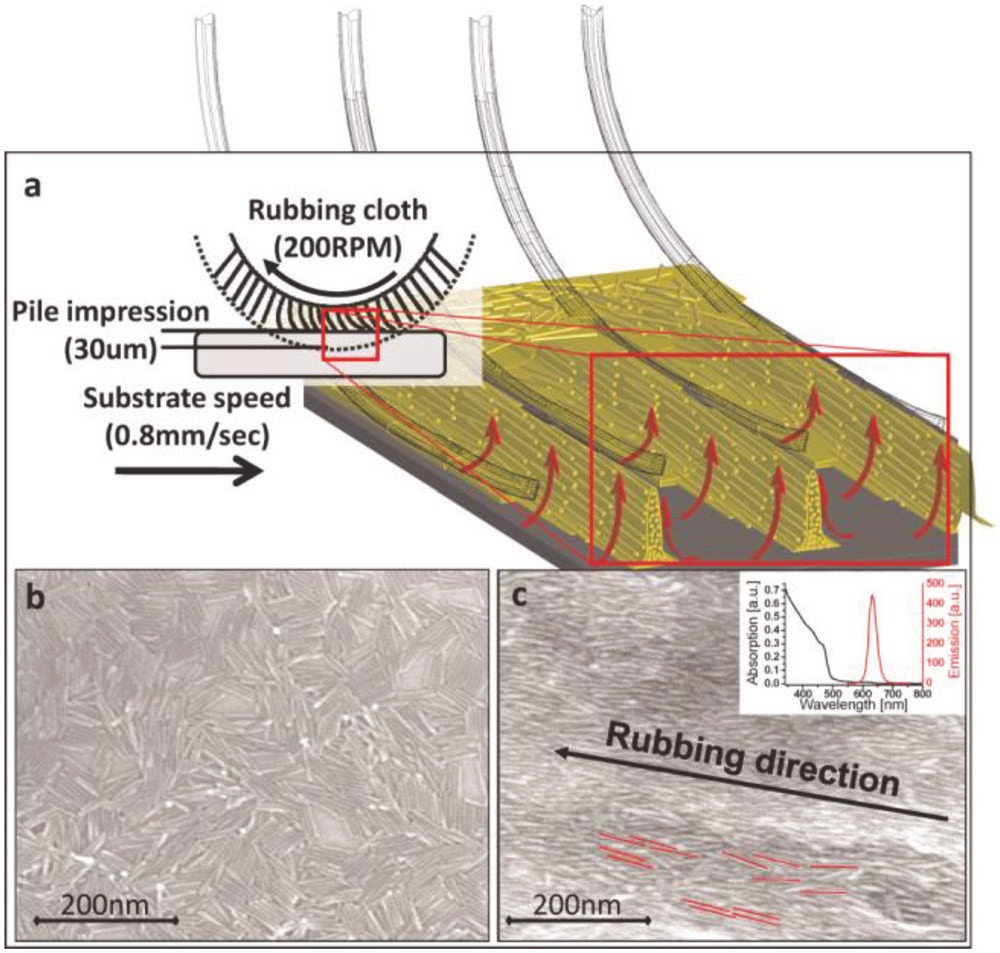 a
Rubbing cloth
(200RPM)
Pile impression
(30um)
Substrate speed
(0.8mm/sec)
b
200nm
c
Rubbing direction
200nm
Absorption [a.u.]
0.7
0.6
0.5
0.4
0.3
0.2
0.1
0.0
400 500 600 700 800
Wavelength [nm]
500
400
300
200
100
0
Emission [a.u.]